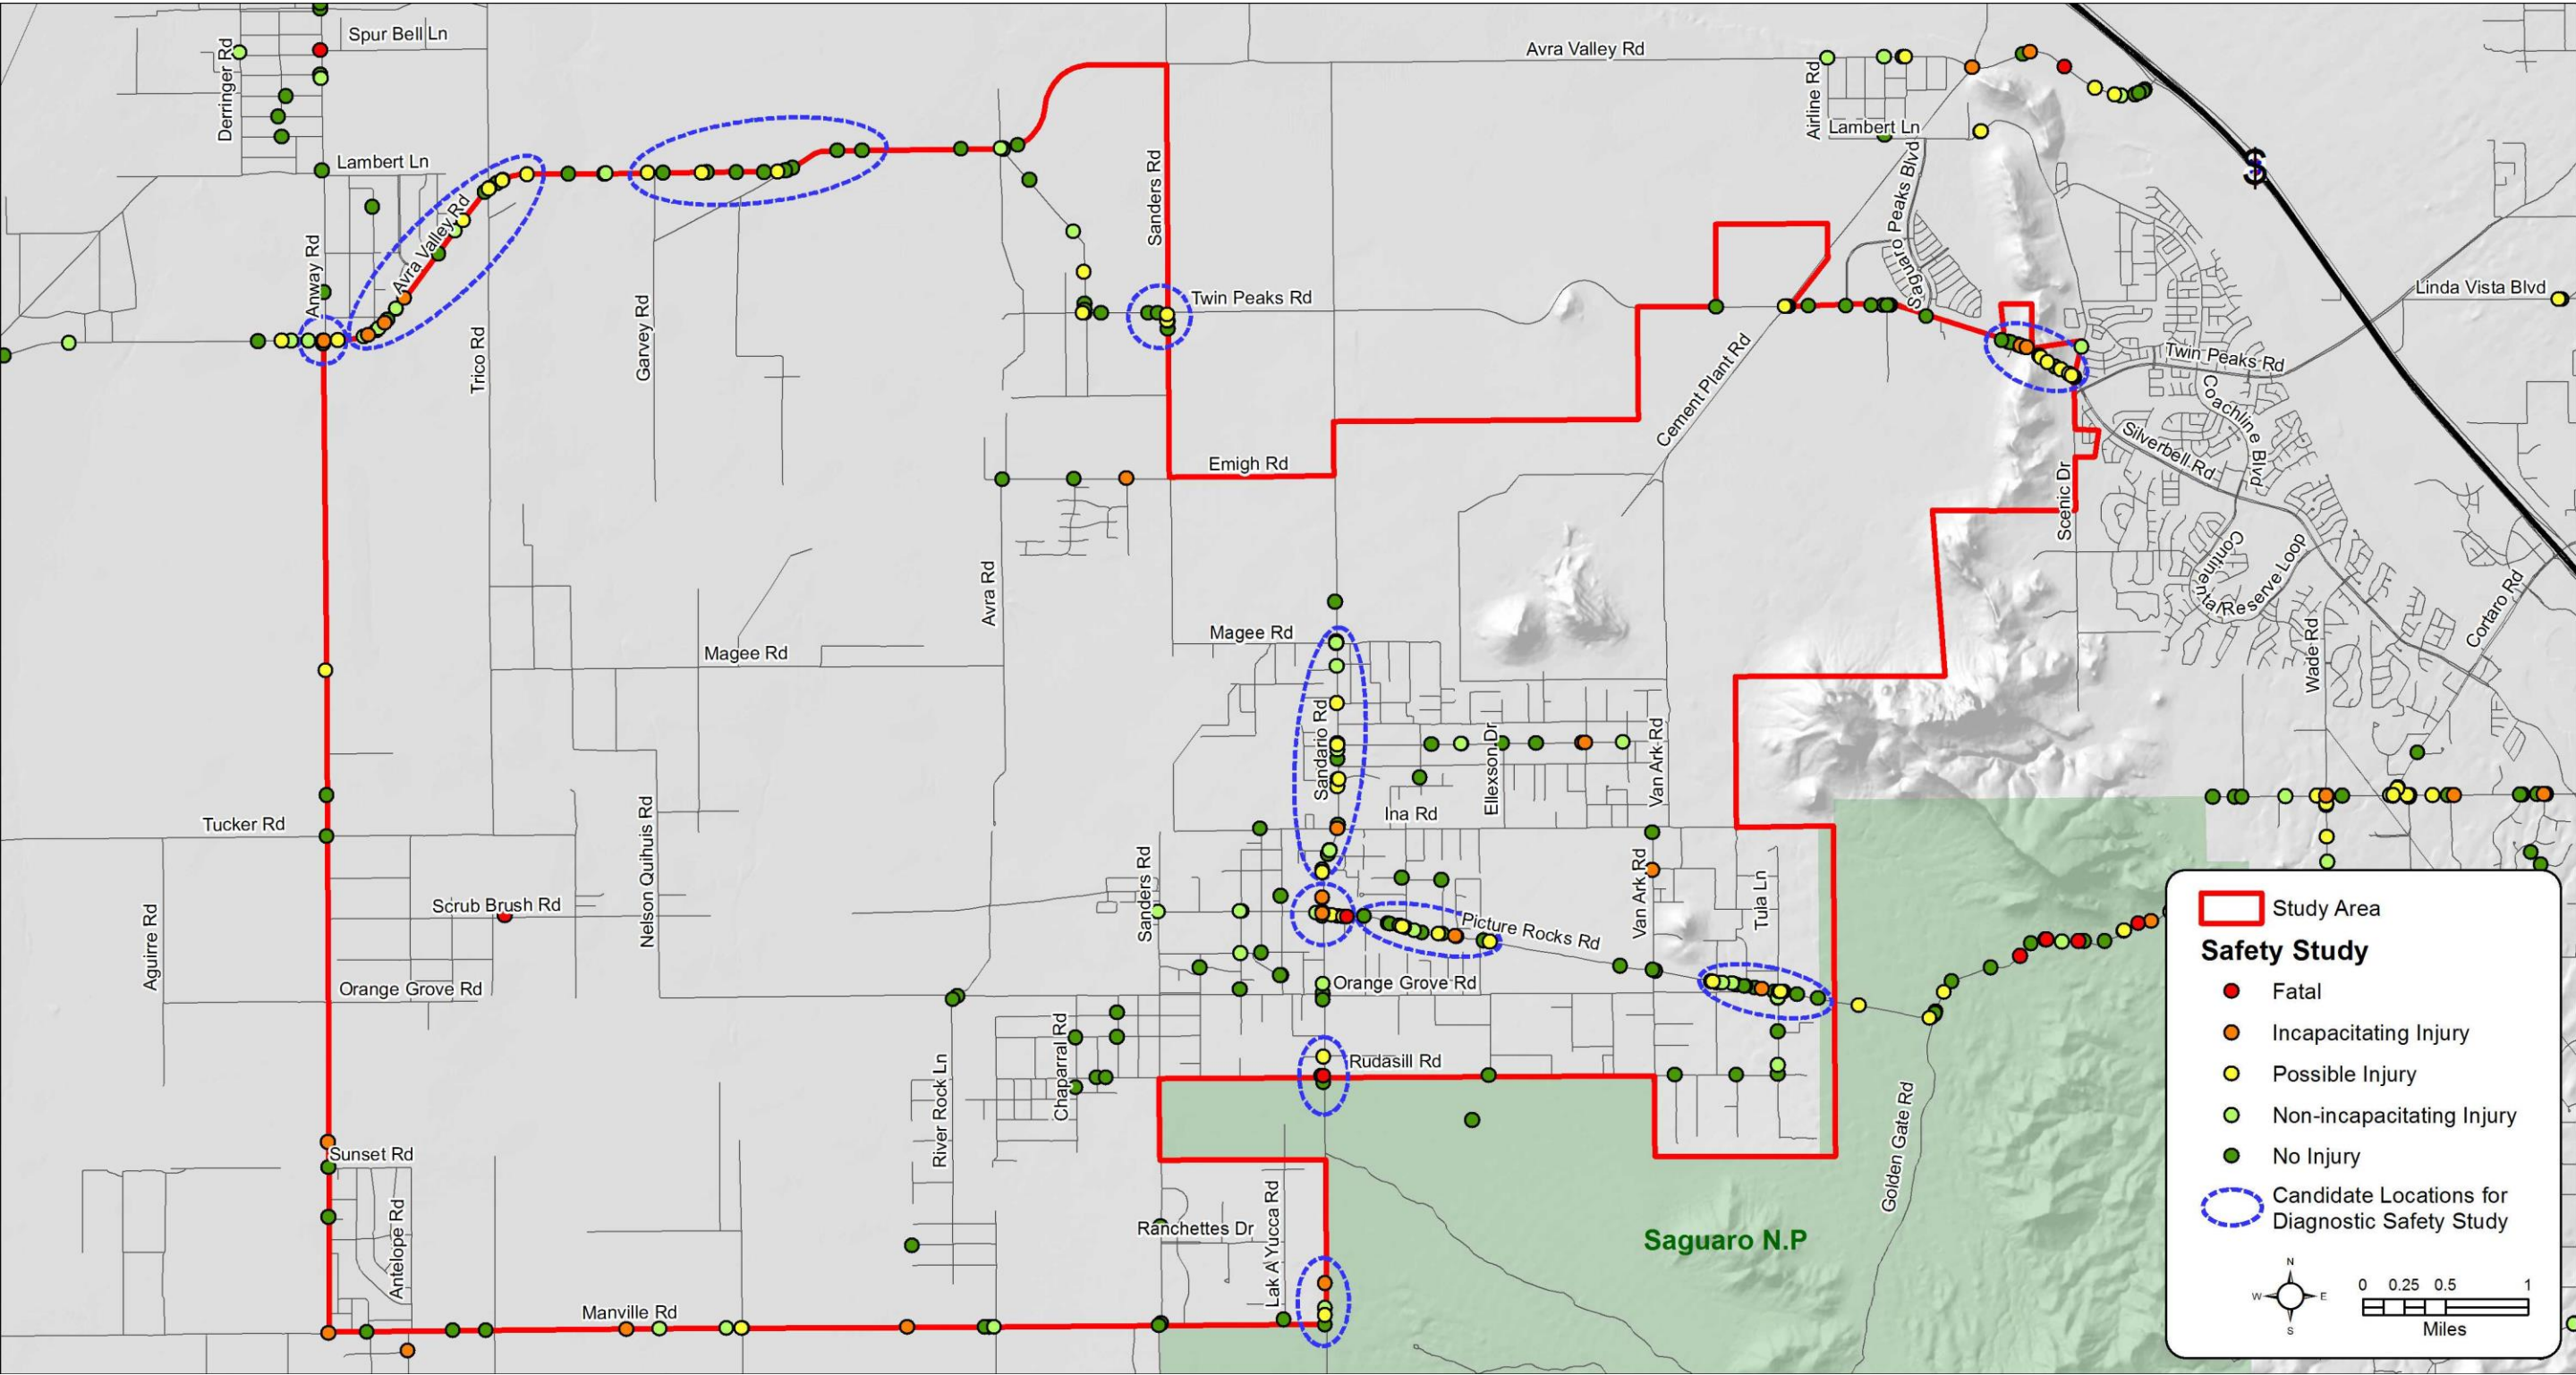 Spur Bell Ln
Derringer Rd
Avra Valley Rd
Airline Rd
Lambert Ln
Lambert Ln
Saguaro Peaks Blvd
Sanders Rd
Avra Valley Rd
Anway Rd
Trico Rd
Garvey Rd
Twin Peaks Rd
$
Linda Vista Blvd
Cement Plant Rd
Twin Peaks Rd
Coachline Blvd
Silverbell Rd
Emigh Rd
Scenic Dr
Continental Reserve Loop
Cortaro Rd
Avra Rd
Magee Rd
Magee Rd
Wade Rd
Sandario Rd
Ellexson Dr
Van Ark Rd
Ina Rd
Tucker Rd
Nelson Quihuis Rd
Aguirre Rd
Scrub Brush Rd
Sanders Rd
Van Ark Rd
Tula Ln
Picture Rocks Rd
Orange Grove Rd
Orange Grove Rd
Chaparral Rd
River Rock Ln
Rudasill Rd
Golden Gate Rd
Sunset Rd
Antelope Rd
Ranchettes Dr
Lak A Yucca Rd
Manville Rd
Saguaro N.P
Study Area
Safety Study
Fatal
Incapacitating Injury
Possible Injury
Non-incapacitating Injury
No Injury
Candidate Locations for
Diagnostic Safety Study
N
W E
S
0 0.25 0.5 1
Miles